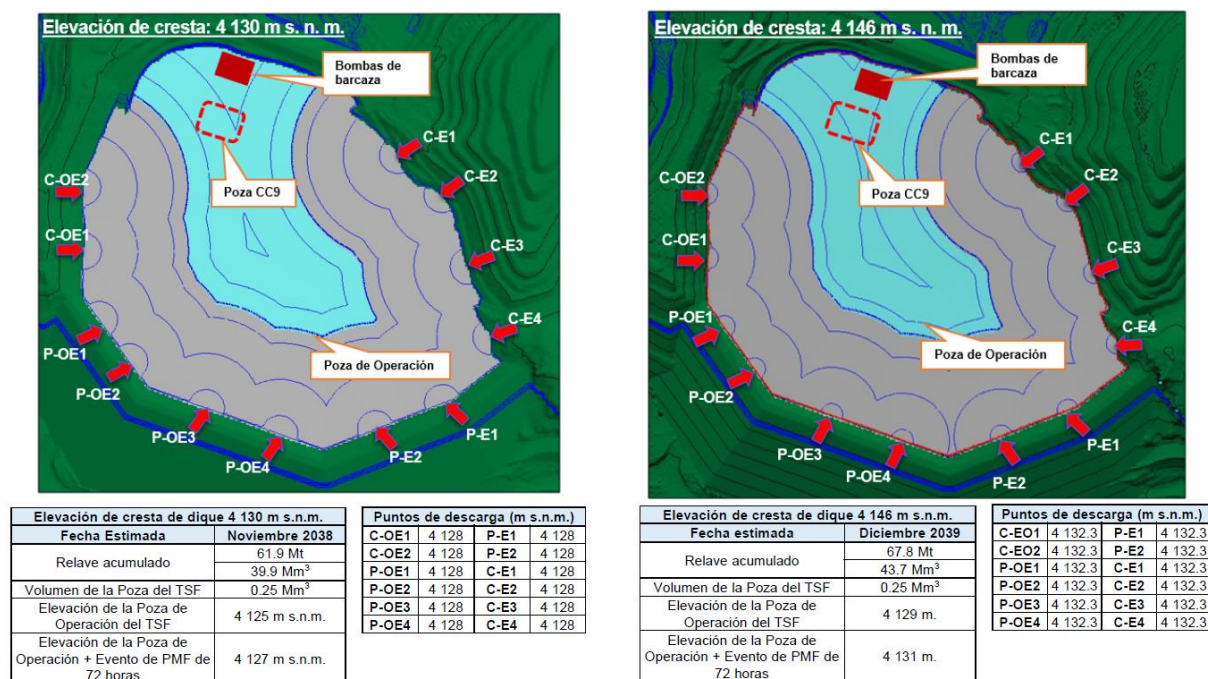 Elevación de cresta: 4 130 m s. n. m.
Bombas de
barcaza
C-E1
C-OE2
C-E2
Poza CC9
C-OE1
C-E3
C-E4
P-OE1
Poza de Operación
P-OE2
P-OE3
P-E1
P-OE4
P-E2
Elevación de cresta de dique 4 130 m s.n.m.
Fecha Estimada Noviembre 2038
Relave acumulado 61.9 Mt
39.9 Mm³
Volumen de la Poza del TSF 0.25 Mm³
Elevación de la Poza de
Operación del TSF 4 125 m s.n.m.
Elevación de la Poza de
Operación + Evento de PMF de
72 horas 4 127 m s.n.m.
Puntos de descarga (m s.n.m.)
C-OE1 4 128 P-E1 4 128
C-OE2 4 128 P-E2 4 128
P-OE1 4 128 C-E1 4 128
P-OE2 4 128 C-E2 4 128
P-OE3 4 128 C-E3 4 128
P-OE4 4 128 C-E4 4 128
Elevación de cresta: 4 146 m s. n. m.
Bombas de
barcaza
C-E1
C-E2
C-OE2
Poza CC9
C-OE1
C-E3
P-OE1
C-E4
Poza de Operación
P-OE2
P-E1
P-OE3
P-OE4
P-E2
Elevación de cresta de dique 4 146 m s.n.m.
Fecha estimada Diciembre 2039
Relave acumulado 67.8 Mt
43.7 Mm³
Volumen de la Poza del TSF 0.25 Mm³
Elevación de la Poza de
Operación del TSF 4 129 m.
Elevación de la Poza de
Operación + Evento de PMF de
72 horas 4 131 m.
Puntos de descarga (m s.n.m.)
C-EO1 4 132.3 P-E1 4 132.3
C-EO2 4 132.3 P-E2 4 132.3
P-OE1 4 132.3 C-E1 4 132.3
P-OE2 4 132.3 C-E2 4 132.3
P-OE3 4 132.3 C-E3 4 132.3
P-OE4 4 132.3 C-E4 4 132.3